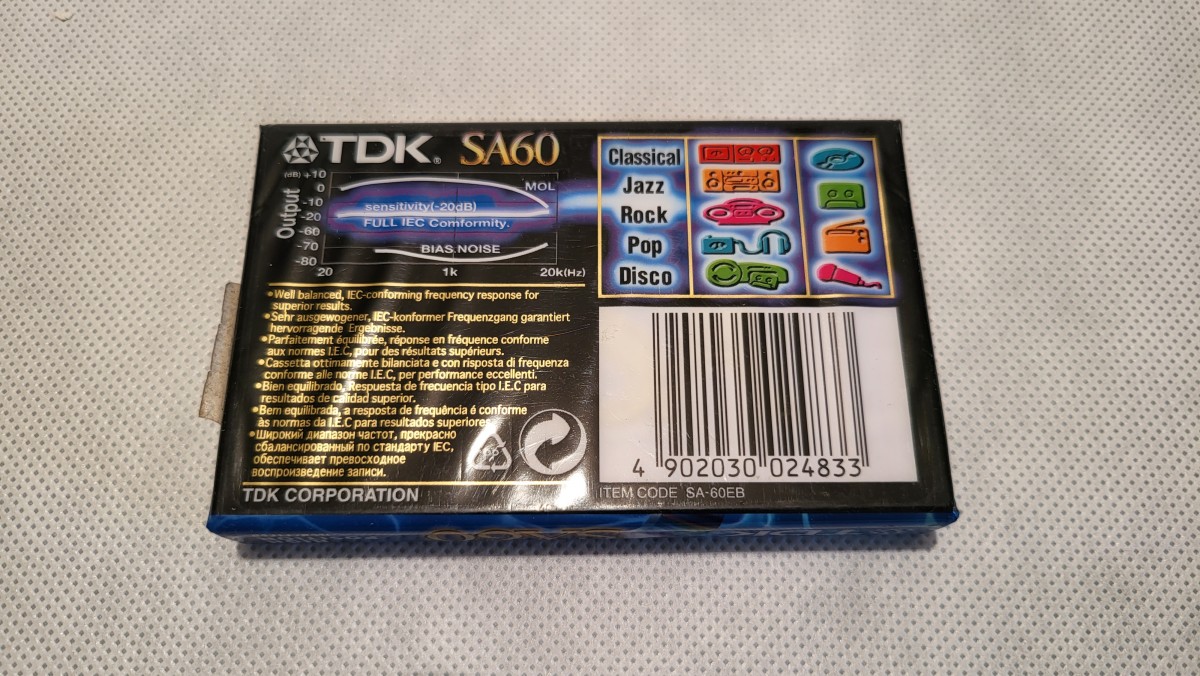 TDK® SA60
(dB) +10
0
-10
-20
-60
-70
-80
Output
MOL
sensitivity(-20dB)
FULL IEC Comformity.
BIAS NOISE
20 1k 20k(Hz)
•Well balanced, IEC-conforming frequency response for
superior results.
•Sehr ausgewogener, IEC-konformer Frequenzgang garantiert
hervorragende Ergebnisse.
•Parfaitement équilibrée, réponse en fréquence conforme
aux normes I.E.C, pour des résultats supérieurs.
•Cassetta ottimamente bilanciata e con risposta di frequenza
conforme alle norme I.E.C, per performance eccellenti.
•Bien equilibrado. Respuesta de frecuencia tipo I.E.C para
resultados de calidad superior.
•Bem equilibrada, a resposta de frequência é conforme
às normas da I.E.C para resultados superiores.
•Широкий диапазон частот, прекрасно
сбалансированный по стандарту IEC,
обеспечивает превосходное
воспроизведение записи.
PP
TDK CORPORATION
Classical
Jazz
Rock
Pop
Disco
4 902030 024833
ITEM CODE SA-60EB